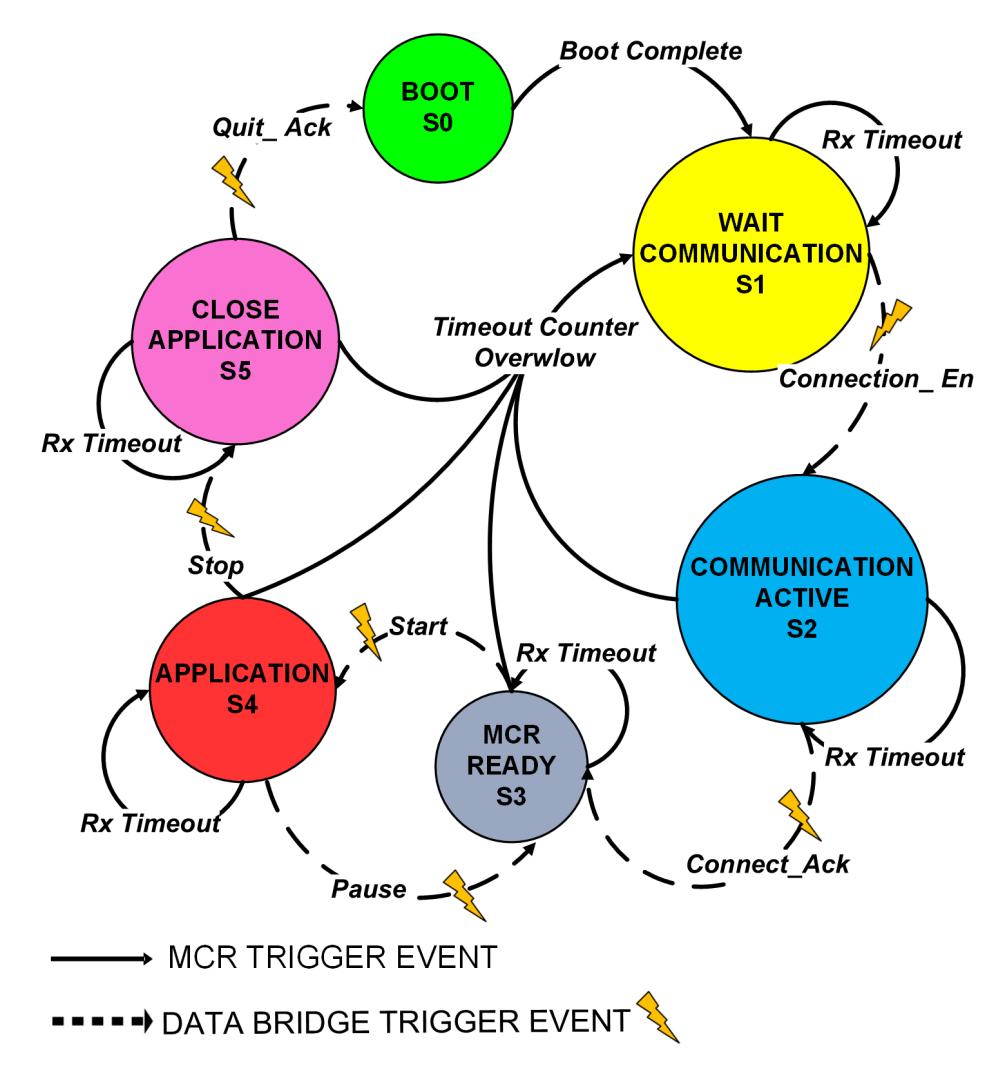 Boot Complete
BOOT
S0
Quit_ Ack
Rx Timeout
WAIT
COMMUNICATION
S1
CLOSE
APPLICATION
S5
Timeout Counter
Overwlow
Connection_ En
Rx Timeout
Stop
COMMUNICATION
ACTIVE
S2
Start
Rx Timeout
APPLICATION
S4
MCR
READY
S3
Rx Timeout
Rx Timeout
Connect_Ack
Pause
MCR TRIGGER EVENT
DATA BRIDGE TRIGGER EVENT